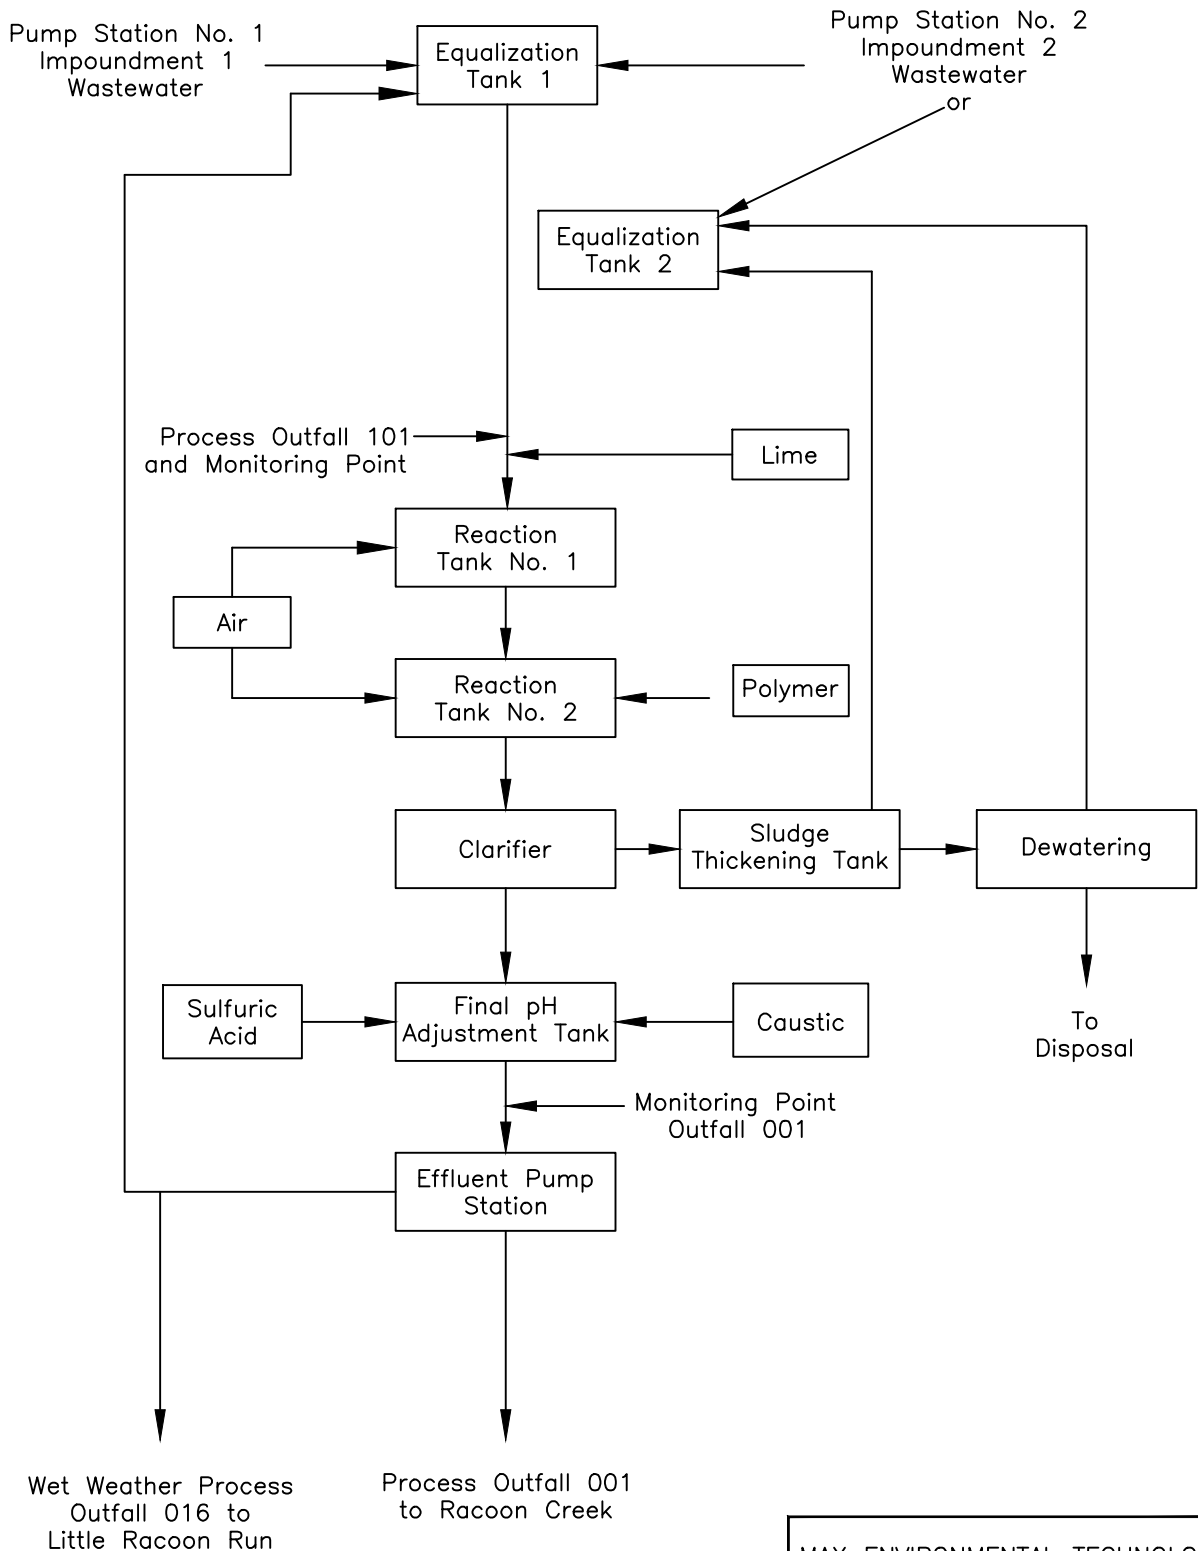 Pump Station No. 1
Impoundment 1
Wastewater
Equalization
Tank 1
Pump Station No. 2
Impoundment 2
Wastewater
or
Equalization
Tank 2
Process Outfall 101
and Monitoring Point
Lime
Reaction
Tank No. 1
Air
Reaction
Tank No. 2
Polymer
Clarifier
Sludge
Thickening Tank
Dewatering
Sulfuric
Acid
Final pH
Adjustment Tank
Caustic
To
Disposal
Monitoring Point
Outfall 001
Effluent Pump
Station
Wet Weather Process
Outfall 016 to
Little Racoon Run
Process Outfall 001
to Racoon Creek
MAX ENVIRONMENTAL